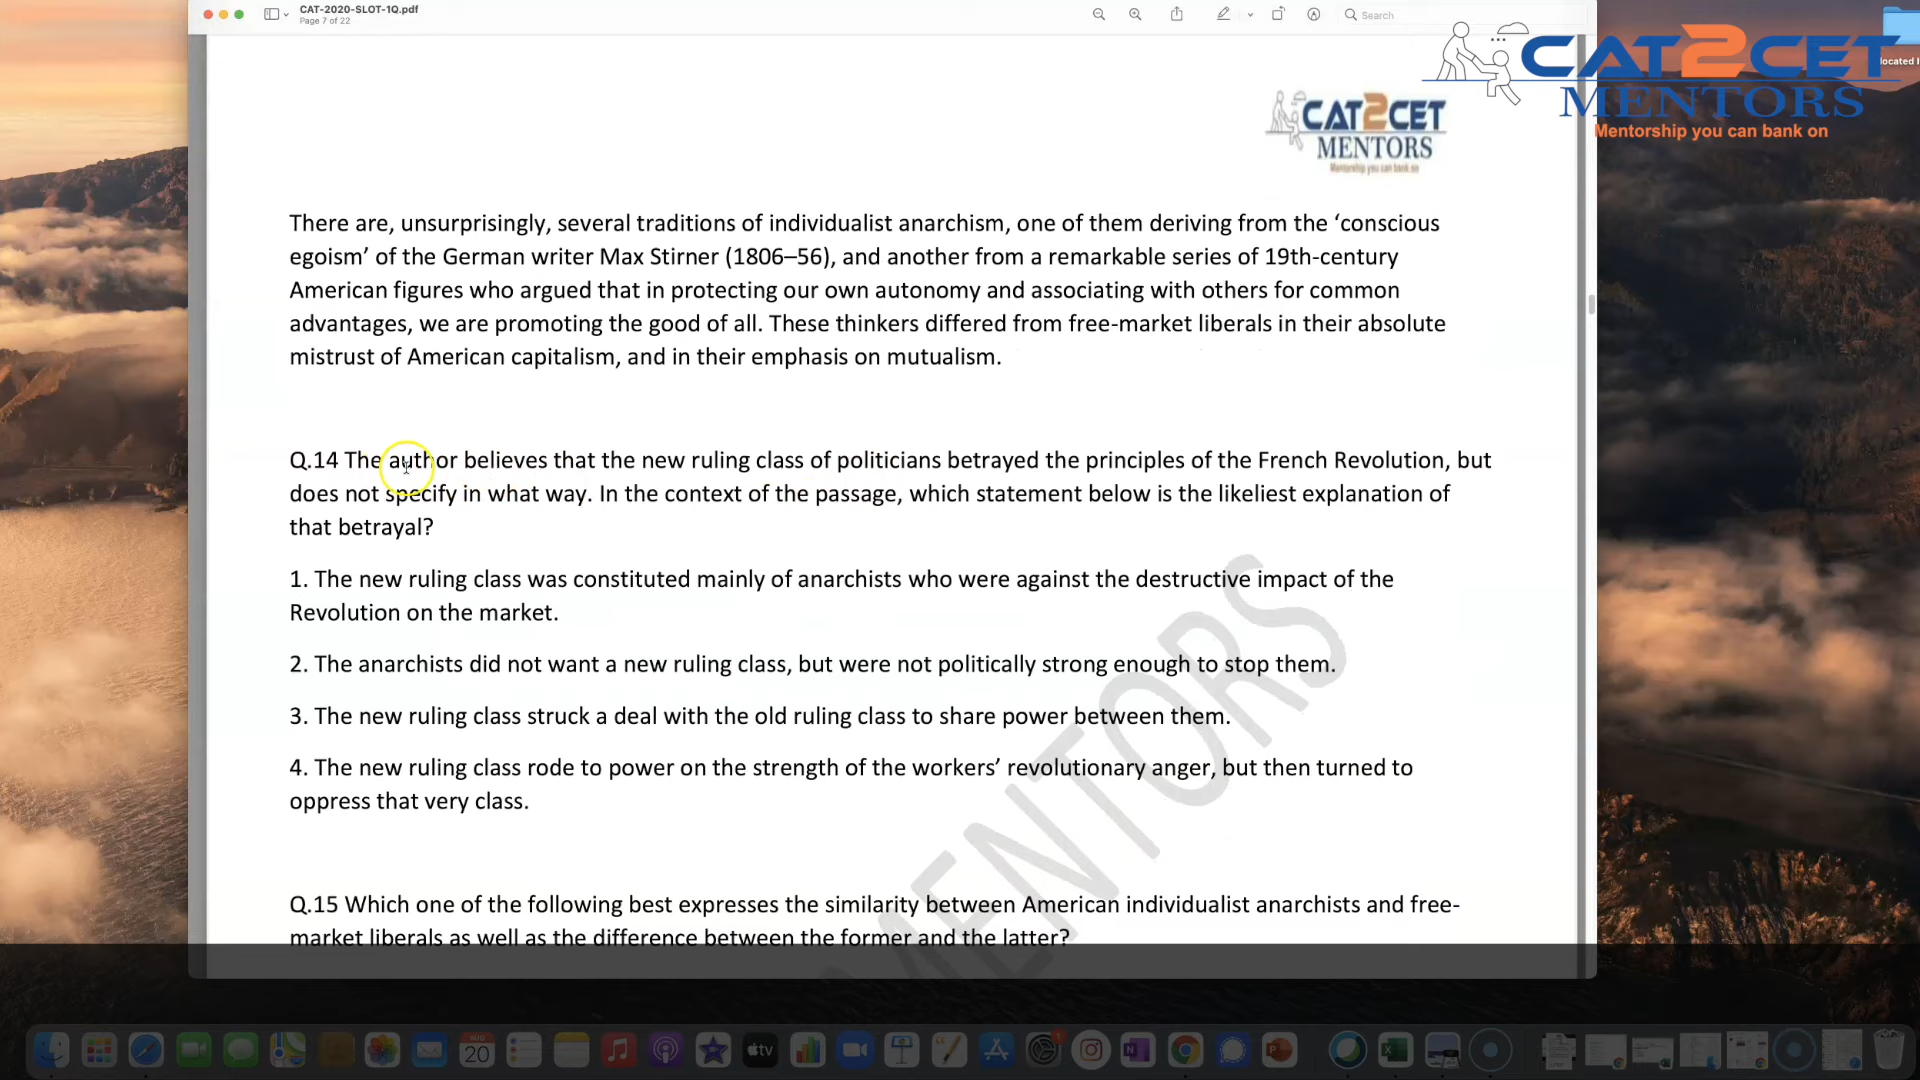 CAT-2020-SLOT-1Q.pdf
Page 7 of 22
Search
CAT2CET
MENTORS
Mentorship you can bank on
located
CAT2CET
MENTORS
Mentorship you can bank on
There are, unsurprisingly, several traditions of individualist anarchism, one of them deriving from the ‘conscious
egoism’ of the German writer Max Stirner (1806–56), and another from a remarkable series of 19th-century
American figures who argued that in protecting our own autonomy and associating with others for common
advantages, we are promoting the good of all. These thinkers differed from free-market liberals in their absolute
mistrust of American capitalism, and in their emphasis on mutualism.
Q.14 The author believes that the new ruling class of politicians betrayed the principles of the French Revolution, but
does not specify in what way. In the context of the passage, which statement below is the likeliest explanation of
that betrayal?
1. The new ruling class was constituted mainly of anarchists who were against the destructive impact of the
Revolution on the market.
2. The anarchists did not want a new ruling class, but were not politically strong enough to stop them.
3. The new ruling class struck a deal with the old ruling class to share power between them.
4. The new ruling class rode to power on the strength of the workers’ revolutionary anger, but then turned to
oppress that very class.
Q.15 Which one of the following best expresses the similarity between American individualist anarchists and free-
market liberals as well as the difference between the former and the latter?
MENTORS
AUG
20
tv